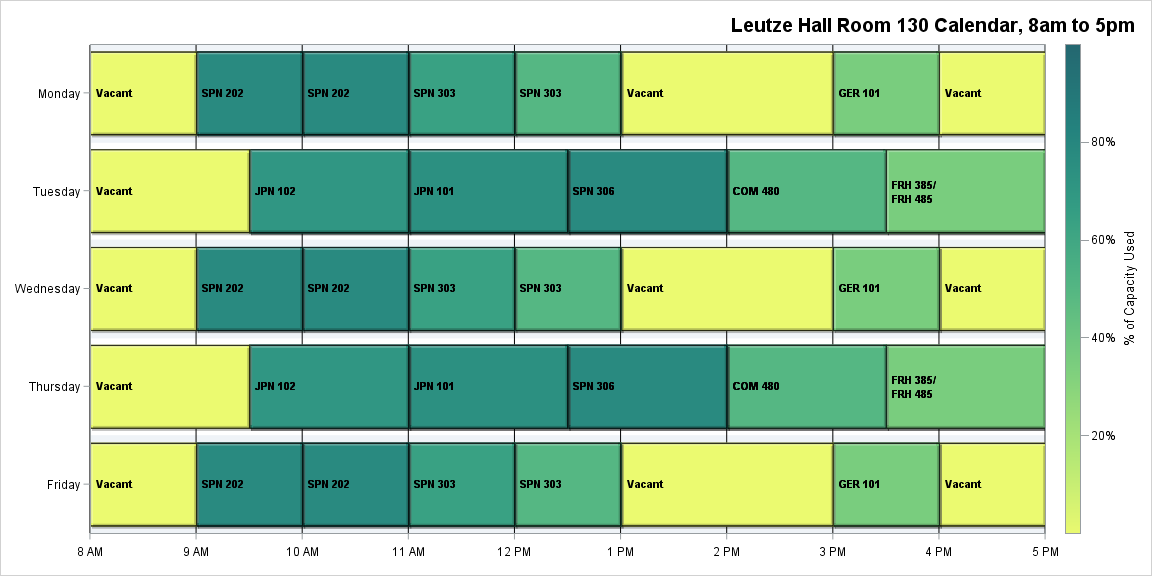 Leutze Hall Room 130 Calendar, 8am to 5pm
Monday
Vacant
SPN 202
SPN 202
SPN 303
SPN 303
Vacant
GER 101
Vacant
Tuesday
Vacant
JPN 102
JPN 101
SPN 306
COM 480
FRH 385/
FRH 485
Wednesday
Vacant
SPN 202
SPN 202
SPN 303
SPN 303
Vacant
GER 101
Vacant
Thursday
Vacant
JPN 102
JPN 101
SPN 306
COM 480
FRH 385/
FRH 485
Friday
Vacant
SPN 202
SPN 202
SPN 303
SPN 303
Vacant
GER 101
Vacant
8 AM
9 AM
10 AM
11 AM
12 PM
1 PM
2 PM
3 PM
4 PM
5 PM
80%
60%
40%
20%
% of Capacity Used